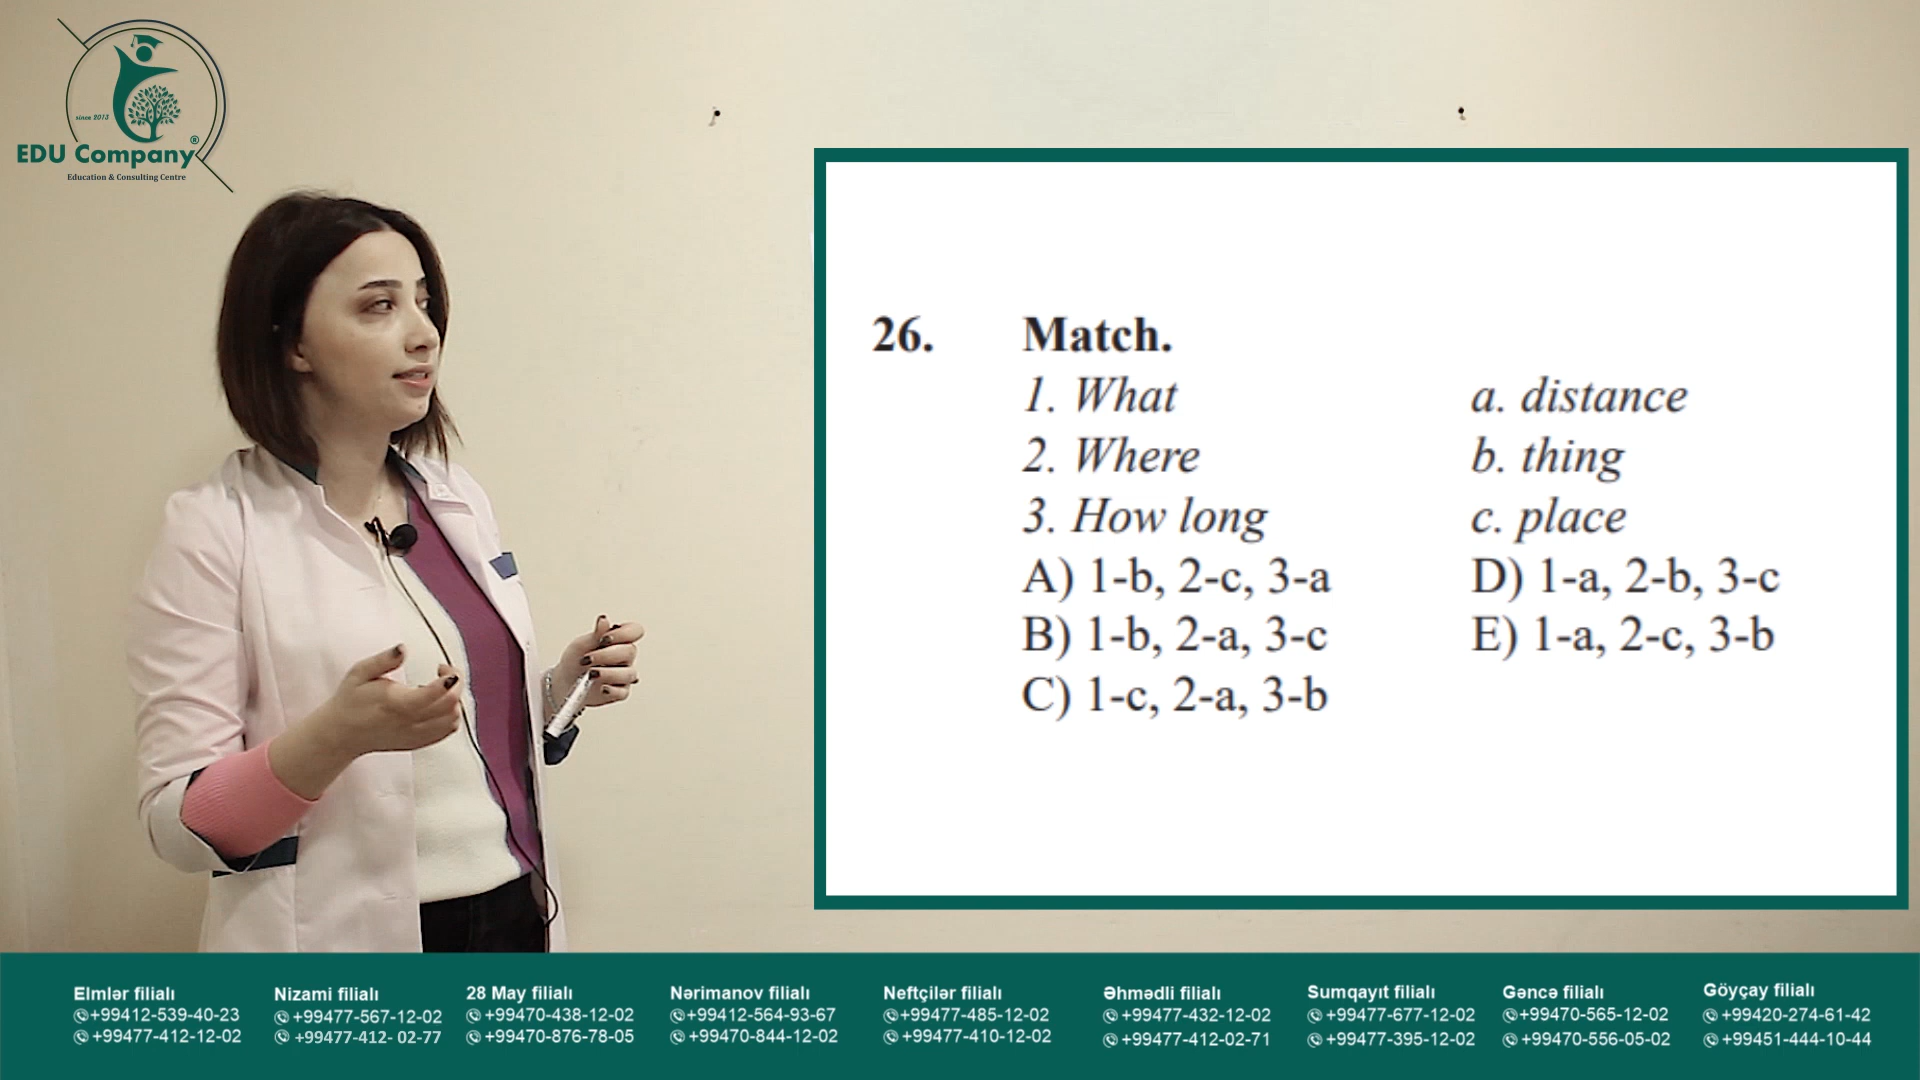 since 2013
EDU Company®
Education & Consulting Centre
26. Match.
1. What a. distance
2. Where b. thing
3. How long c. place
A) 1-b, 2-c, 3-a D) 1-a, 2-b, 3-c
B) 1-b, 2-a, 3-c E) 1-a, 2-c, 3-b
C) 1-c, 2-a, 3-b
Elmlər filialı
+99412-539-40-23
+99477-412-12-02
Nizami filialı
+99477-567-12-02
+99477-412- 02-77
28 May filialı
+99470-438-12-02
+99470-876-78-05
Nərimanov filialı
+99412-564-93-67
+99470-844-12-02
Neftçilər filialı
+99477-485-12-02
+99477-410-12-02
Əhmədli filialı
+99477-432-12-02
+99477-412-02-71
Sumqayıt filialı
+99477-677-12-02
+99477-395-12-02
Gəncə filialı
+99470-565-12-02
+99470-556-05-02
Göyçay filialı
+99420-274-61-42
+99451-444-10-44